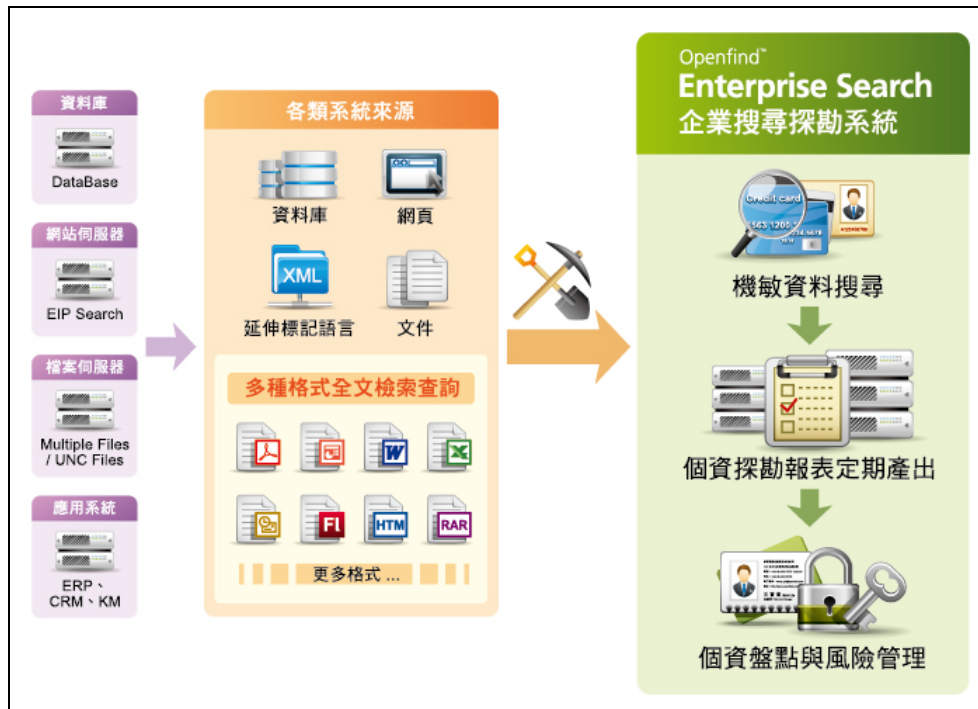 資料庫
DataBase
網站伺服器
EIP Search
檔案伺服器
Multiple Files
/ UNC Files
應用系統
ERP、
CRM、KM
各類系統來源
資料庫
網頁
XML
延伸標記語言
文件
多種格式全文檢索查詢
W
X
Fl
HTM
RAR
更多格式 ...
Openfind™
Enterprise Search
企業搜尋探勘系統
Credit card
機敏資料搜尋
個資探勘報表定期產出
個資盤點與風險管理